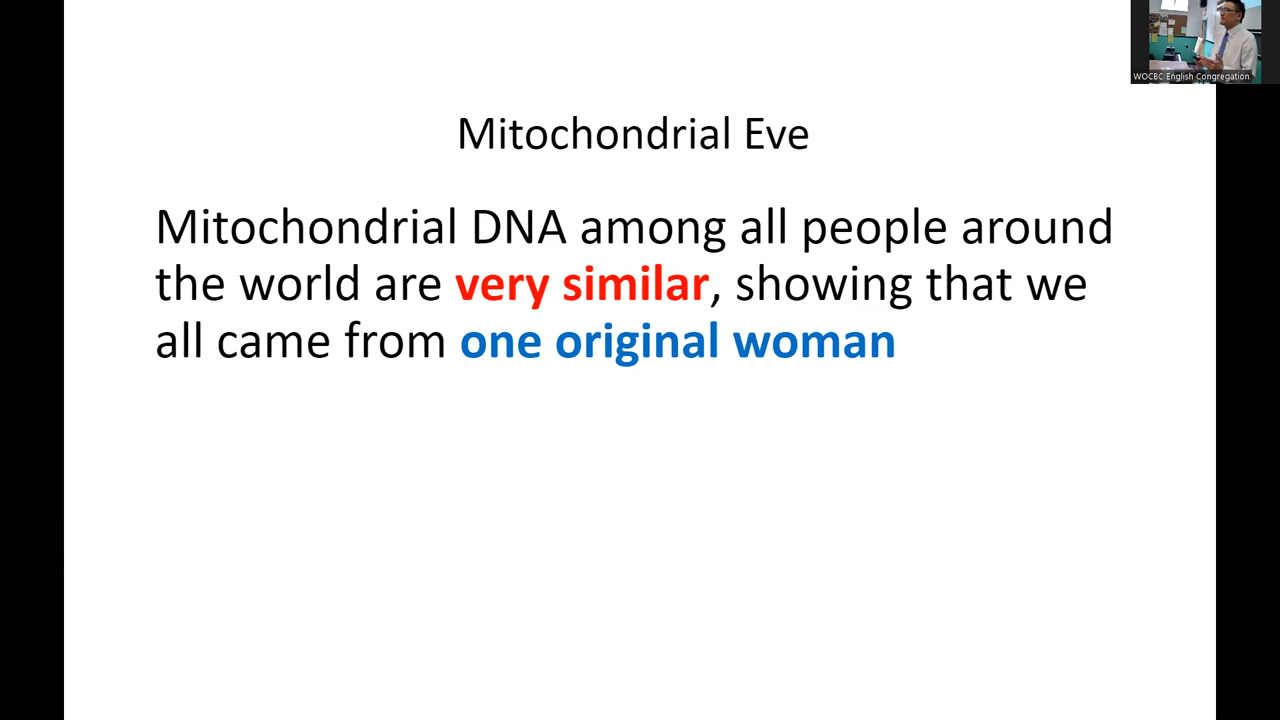 WOCBC English Congregation
Mitochondrial Eve
Mitochondrial DNA among all people around
the world are very similar, showing that we
all came from one original woman